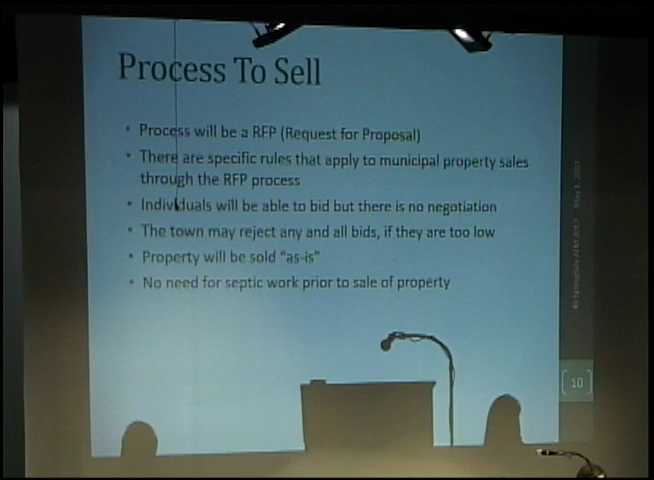 Process To Sell
• Process will be a RFP (Request for Proposal)
• There are specific rules that apply to municipal property sales
through the RFP process
• Individuals will be able to bid but there is no negotiation
• The town may reject any and all bids, if they are too low
• Property will be sold "as-is"
• No need for septic work prior to sale of property
10